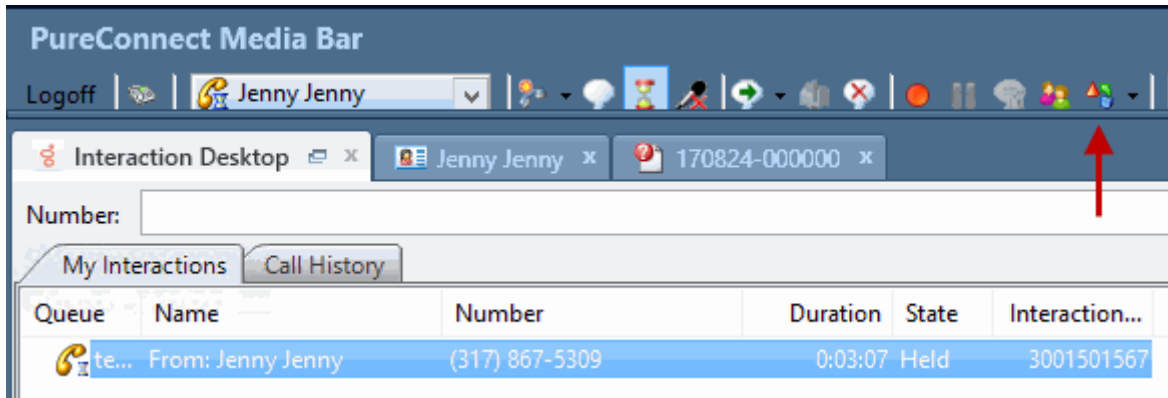 PureConnect Media Bar
Logoff Jenny Jenny
Interaction Desktop Jenny Jenny 170824-000000
Number:
My Interactions Call History
Queue Name Number Duration State Interaction...
te... From: Jenny Jenny (317) 867-5309 0:03:07 Held 3001501567